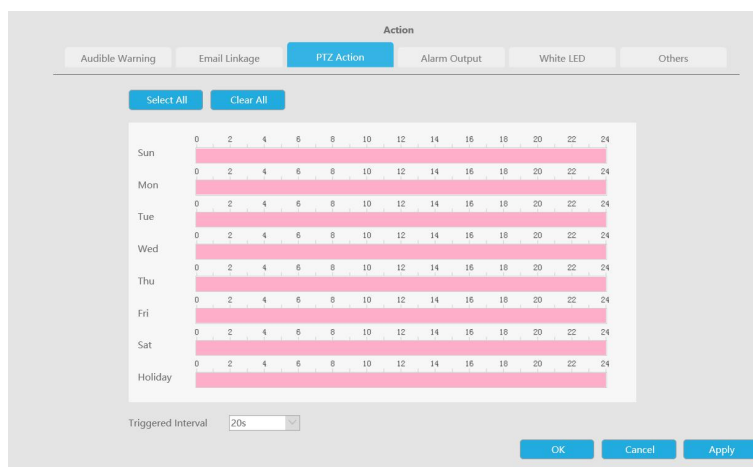 Action
Audible Warning Email Linkage PTZ Action Alarm Output White LED Others
Select All Clear All
0 2 4 6 8 10 12 14 16 18 20 22 24
Sun
0 2 4 6 8 10 12 14 16 18 20 22 24
Mon
0 2 4 6 8 10 12 14 16 18 20 22 24
Tue
0 2 4 6 8 10 12 14 16 18 20 22 24
Wed
0 2 4 6 8 10 12 14 16 18 20 22 24
Thu
0 2 4 6 8 10 12 14 16 18 20 22 24
Fri
0 2 4 6 8 10 12 14 16 18 20 22 24
Sat
0 2 4 6 8 10 12 14 16 18 20 22 24
Holiday
Triggered Interval 20s
OK Cancel Apply